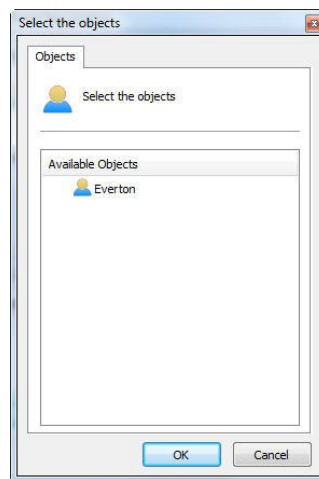 Select the objects
Objects
Select the objects
Available Objects
Everton
OK
Cancel